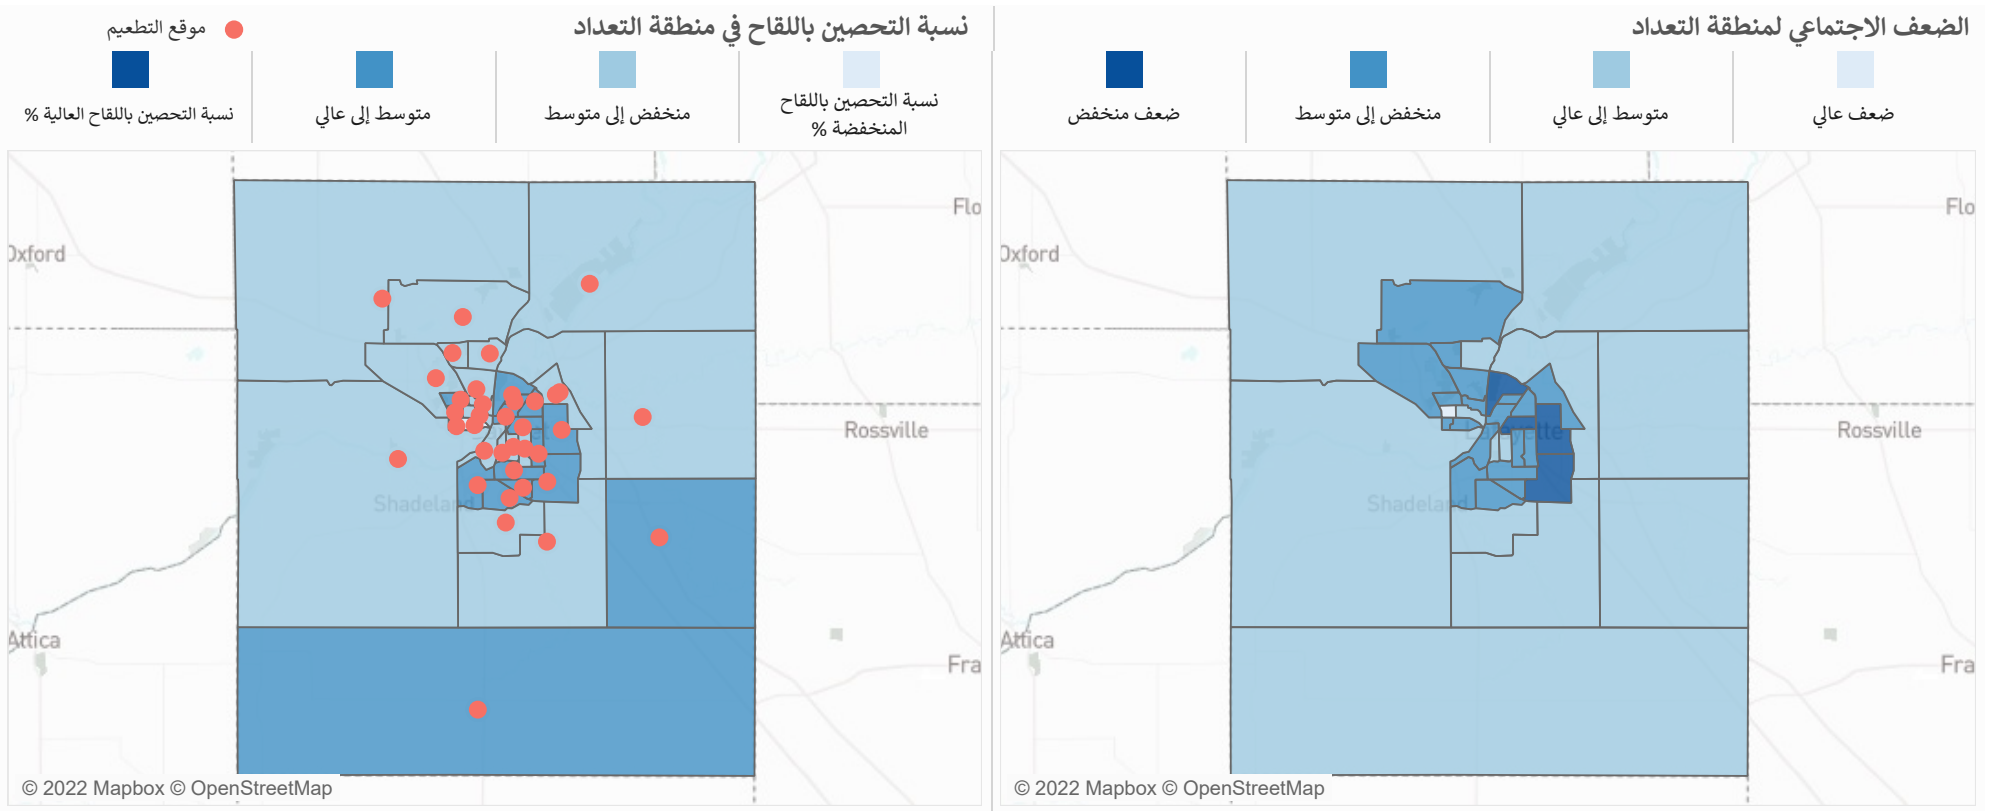 الضعف الاجتماعي لمنطقة التعداد
ضعف عالي
متوسط إلى عالي
منخفض إلى متوسط
ضعف منخفض
Flo
Oxford
Rossville
Lafayette
Shadeland
Attica
Fra
© 2022 Mapbox © OpenStreetMap
نسبة التحصين باللقاح في منطقة التعداد
موقع التطعيم
نسبة التحصين باللقاح
المنخفضة %
منخفض إلى متوسط
متوسط إلى عالي
نسبة التحصين باللقاح العالية %
Flo
Oxford
Rossville
Shadeland
Attica
Fra
© 2022 Mapbox © OpenStreetMap